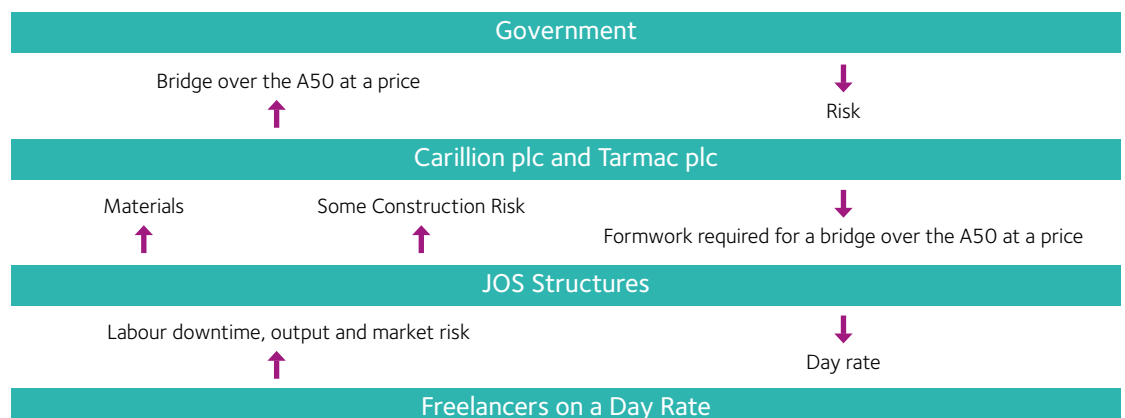 Government
Bridge over the A50 at a price
Risk
Carillion plc and Tarmac plc
Materials
Some Construction Risk
Formwork required for a bridge over the A50 at a price
JOS Structures
Labour downtime, output and market risk
Day rate
Freelancers on a Day Rate